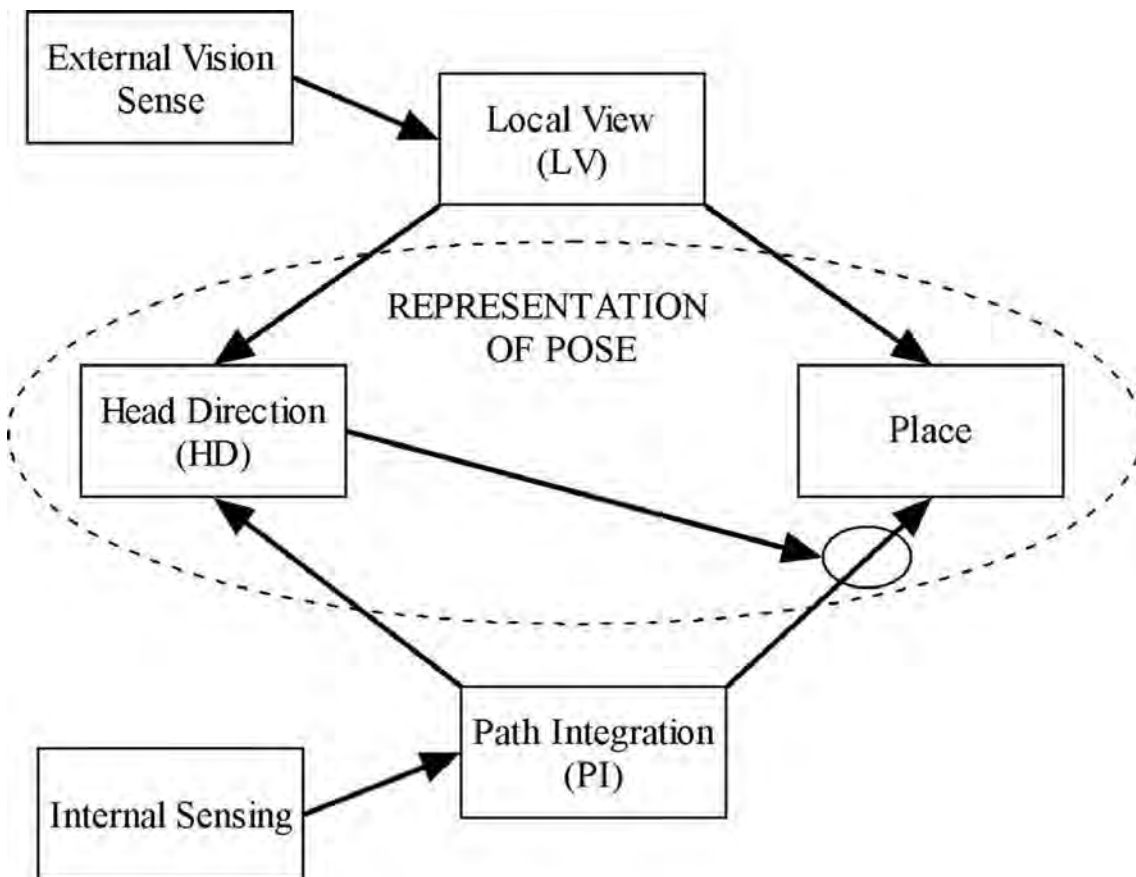 External Vision
Sense
Local View
(LV)
REPRESENTATION
OF POSE
Head Direction
(HD)
Place
Path Integration
(PI)
Internal Sensing